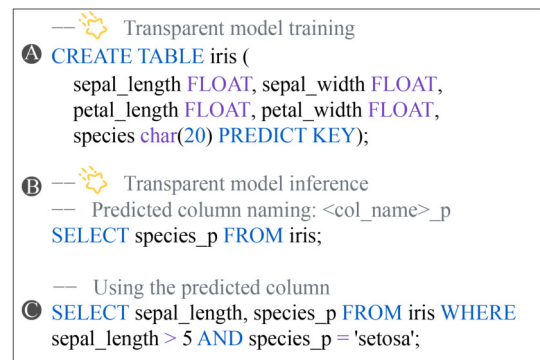 -- Transparent model training
A CREATE TABLE iris (
sepal_length FLOAT, sepal_width FLOAT,
petal_length FLOAT, petal_width FLOAT,
species char(20) PREDICT KEY);
B -- Transparent model inference
-- Predicted column naming: <col_name>_p
SELECT species_p FROM iris;
-- Using the predicted column
C SELECT sepal_length, species_p FROM iris WHERE
sepal_length > 5 AND species_p = 'setosa';